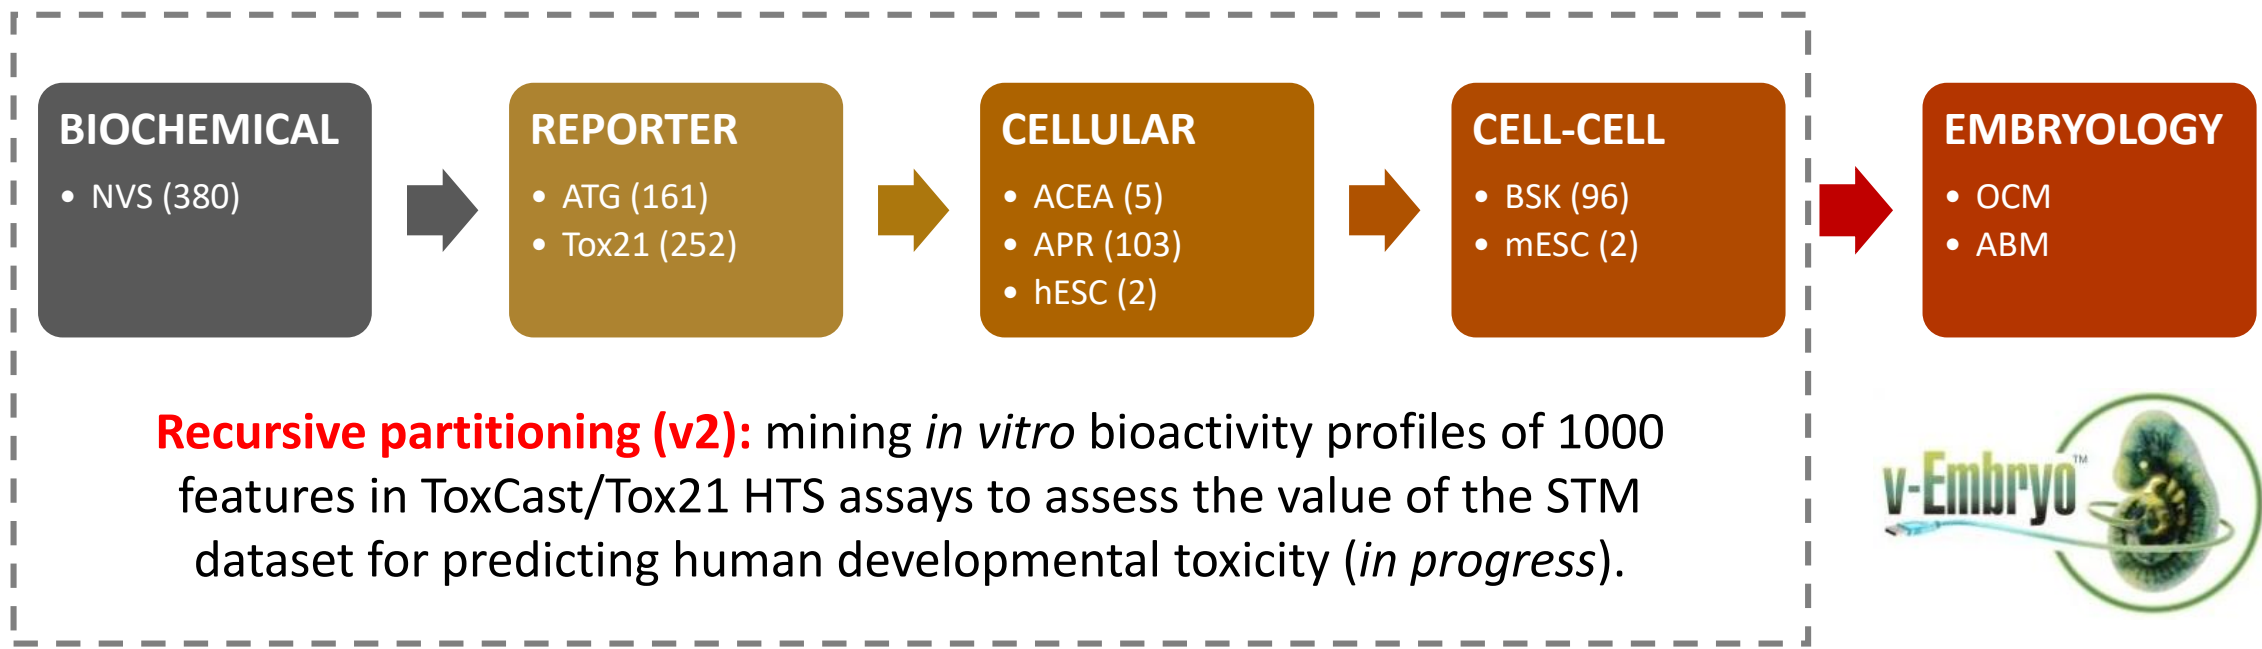 BIOCHEMICAL
• NVS (380)
REPORTER
• ATG (161)
• Tox21 (252)
CELLULAR
• ACEA (5)
• APR (103)
• hESC (2)
CELL-CELL
• BSK (96)
• mESC (2)
EMBRYOLOGY
• OCM
• ABM
Recursive partitioning (v2): mining in vitro bioactivity profiles of 1000
features in ToxCast/Tox21 HTS assays to assess the value of the STM
dataset for predicting human developmental toxicity (in progress).
v-Embryo™